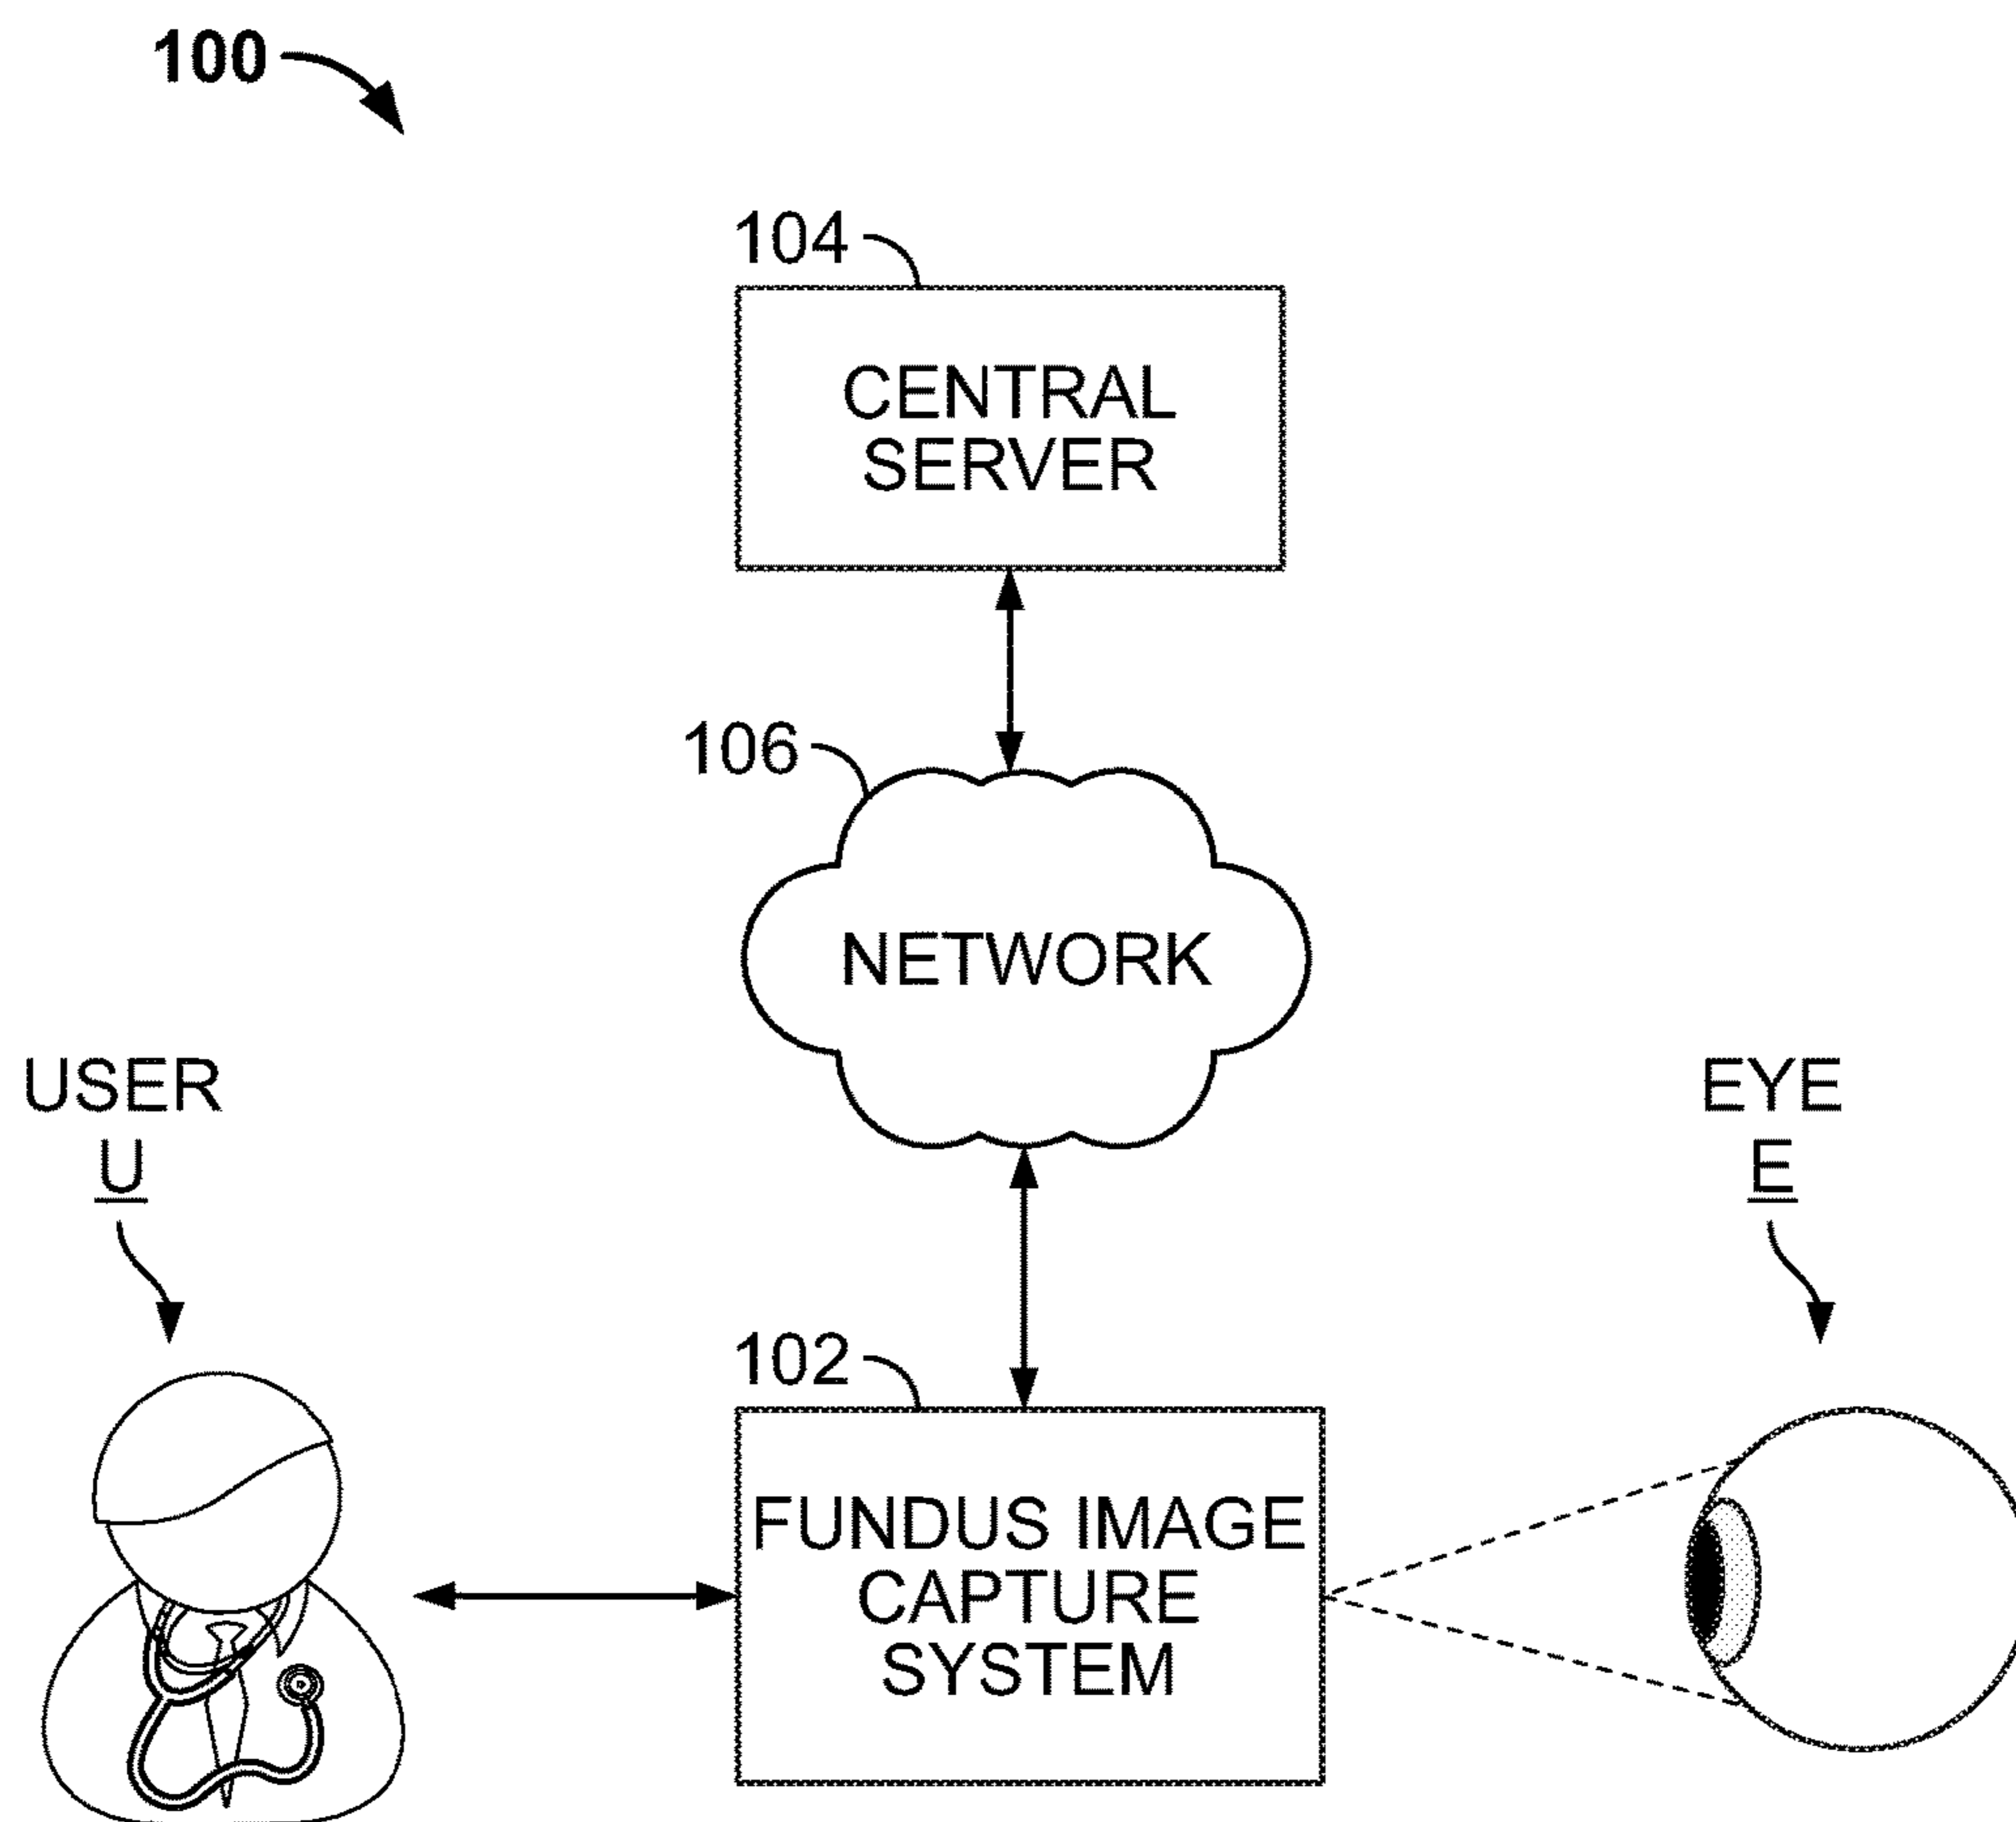 100
104
CENTRAL
SERVER
106
NETWORK
USER
U
EYE
E
102
FUNDUS IMAGE
CAPTURE
SYSTEM